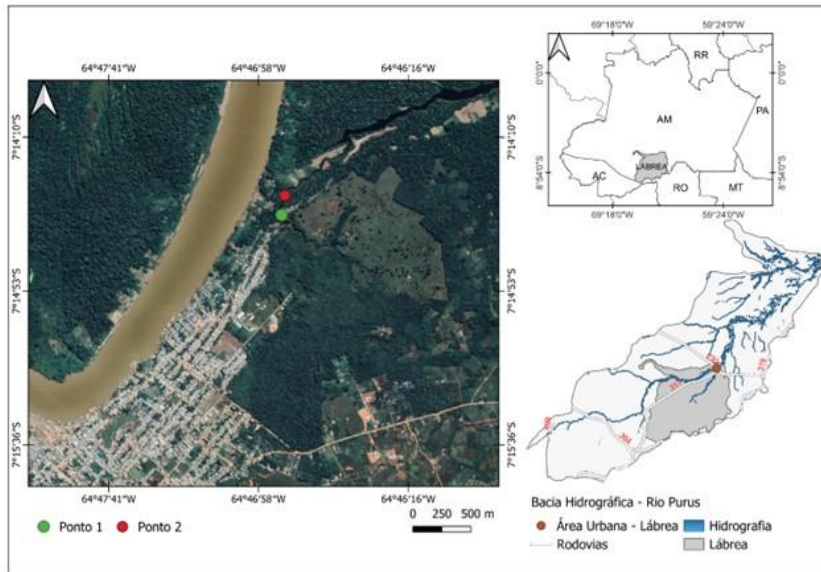 64°47'41"W 64°46'58"W 64°46'16"W
7°14'10"S 7°14'10"S
7°14'53"S 7°14'53"S
7°15'36"S 7°15'36"S
64°47'41"W 64°46'58"W 64°46'16"W
Ponto 1 Ponto 2
0 250 500 m
69°18'0"W 59°24'0"W
0°0'0" 0°0'0"
RR
AM
PA
LÁBREA
8°54'0"S 8°54'0"S
AC
RO
MT
69°18'0"W 59°24'0"W
319
317
364
Bacia Hidrográfica - Rio Purus
Área Urbana - Lábrea Hidrografia
Rodovias Lábrea